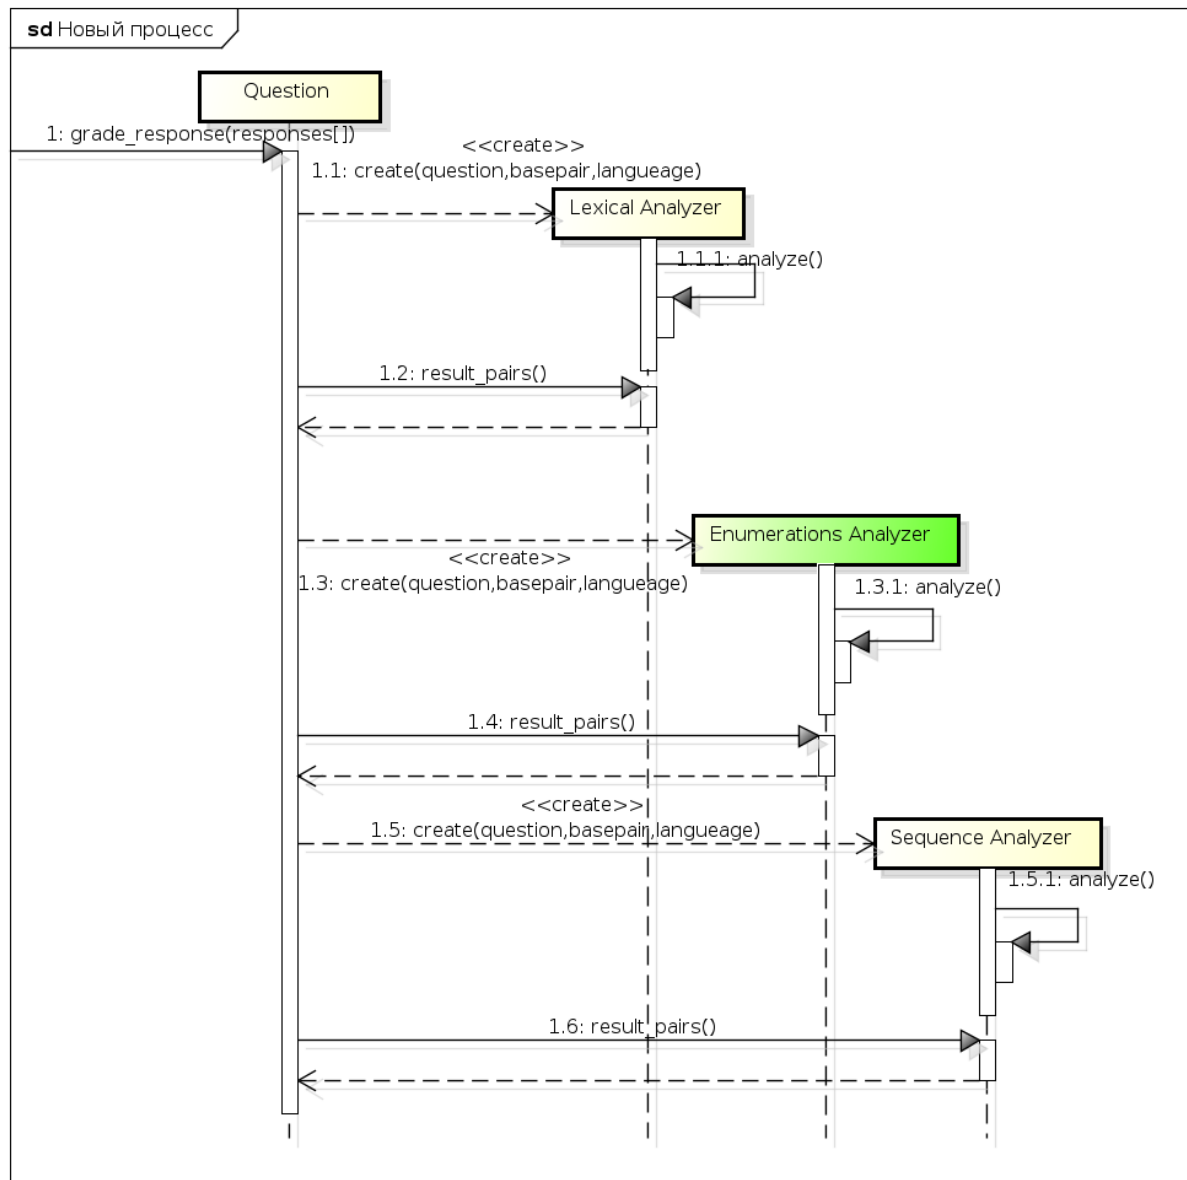 sd Новый процесс
Question
1: grade_response(responses[])
<<create>>
1.1: create(question,basepair,langueage)
Lexical Analyzer
1.1.1: analyze()
1.2: result_pairs()
Enumerations Analyzer
<<create>>
1.3: create(question,basepair,langueage)
1.3.1: analyze()
1.4: result_pairs()
<<create>>
1.5: create(question,basepair,langueage)
Sequence Analyzer
1.5.1: analyze()
1.6: result_pairs()